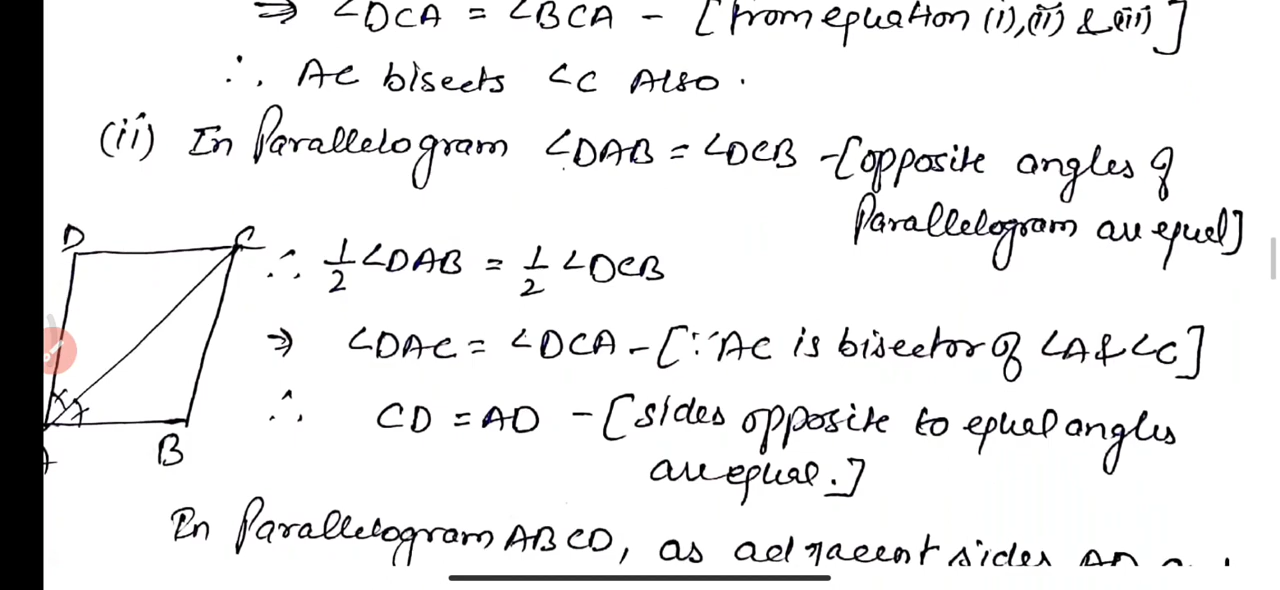 ⇒ ∠DCA = ∠BCA - [from equation (i),(ii) & (iii)]
∴ AC bisects ∠C Also.
(ii) In Parallelogram ∠DAB = ∠DCB - [opposite angles of
Parallelogram are equal]
D C
∴ 1/2 ∠DAB = 1/2 ∠DCB
⇒ ∠DAC = ∠DCA - [∵ AC is bisector of ∠A & ∠C]
∴ CD = AD - [sides opposite to equal angles
are equal.]
A B
In Parallelogram ABCD, as adjacent sides AD